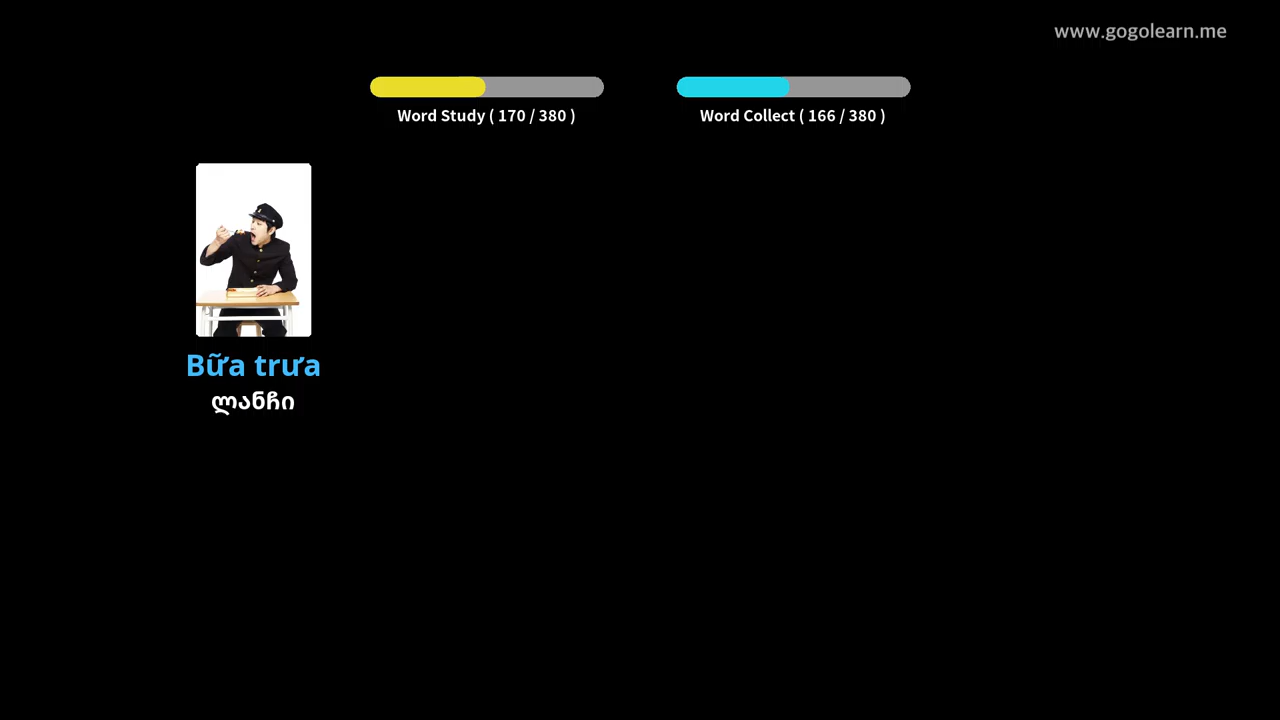 www.gogolearn.me
Word Study ( 170 / 380 )
Word Collect ( 166 / 380 )
Bữa trưa
ლანჩი